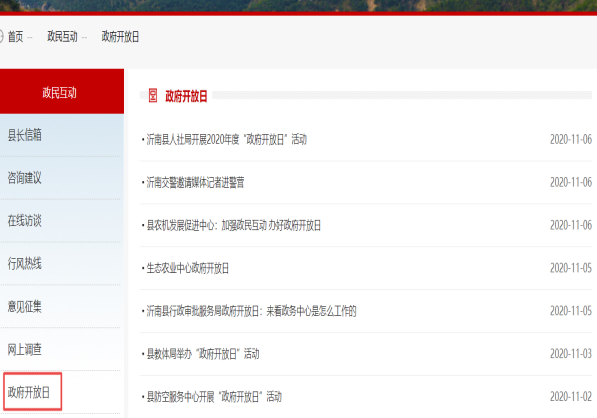 首页 -- 政民互动 -- 政府开放日
政民互动
县长信箱
咨询建议
在线访谈
行风热线
意见征集
网上调查
政府开放日
政府开放日
• 沂南县人社局开展2020年度“政府开放日”活动 2020-11-06
• 沂南交警邀请媒体记者进警营 2020-11-06
• 县农机发展促进中心：加强政民互动 办好政府开放日 2020-11-06
• 生态农业中心政府开放日 2020-11-05
• 沂南县行政审批服务局政府开放日：来看政务中心是怎么工作的 2020-11-05
• 县教体局举办“政府开放日”活动 2020-11-03
• 县防空服务中心开展“政府开放日”活动 2020-11-02